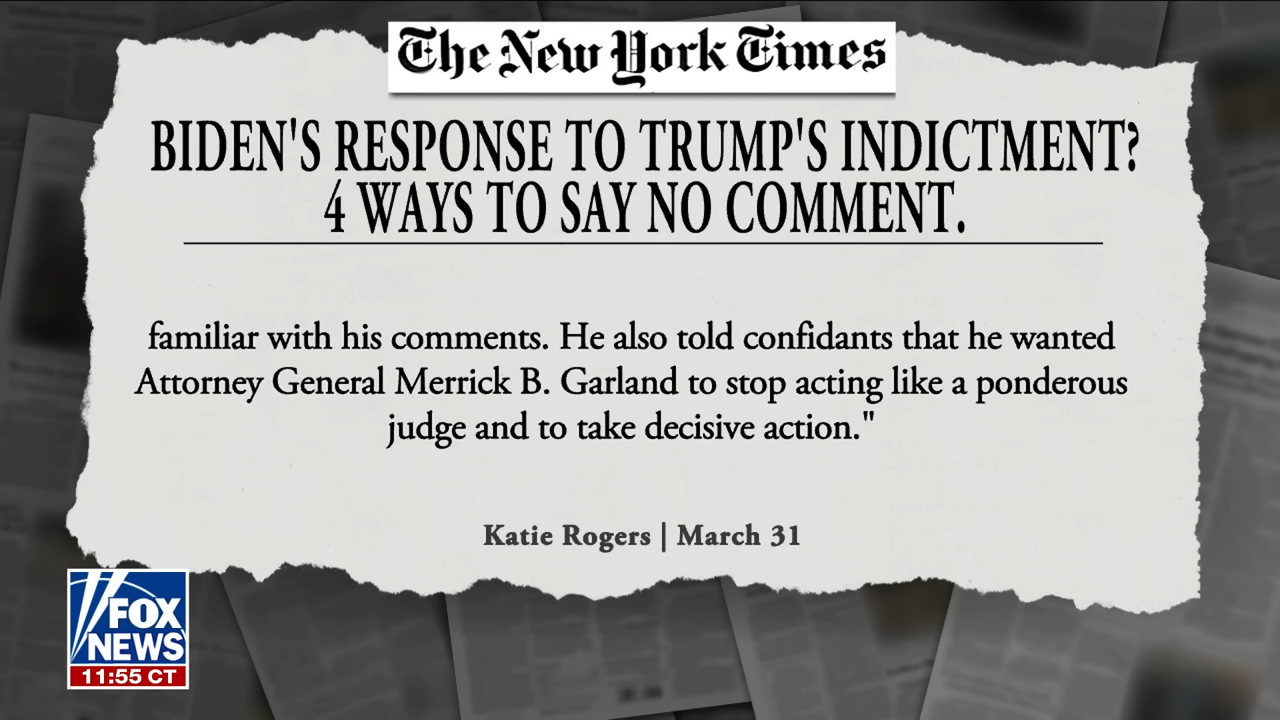 The New York Times
BIDEN'S RESPONSE TO TRUMP'S INDICTMENT?
4 WAYS TO SAY NO COMMENT.
familiar with his comments. He also told confidants that he wanted
Attorney General Merrick B. Garland to stop acting like a ponderous
judge and to take decisive action."
Katie Rogers | March 31
FOX
NEWS
11:55 CT